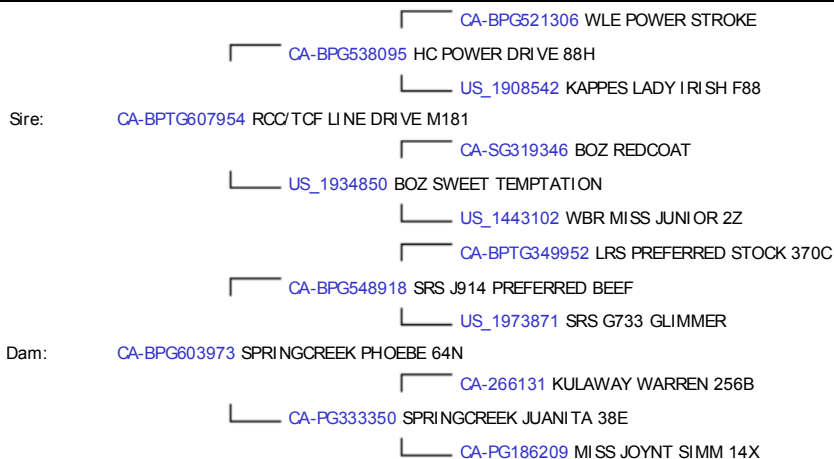 CA-BPG521306 WLE POWER STROKE
CA-BPG538095 HC POWER DRIVE 88H
US_1908542 KAPPES LADY IRISH F88
Sire: CA-BPTG607954 RCC/TCF LINE DRIVE M181
CA-SG319346 BOZ REDCOAT
US_1934850 BOZ SWEET TEMPTATION
US_1443102 WBR MISS JUNIOR 2Z
CA-BPTG349952 LRS PREFERRED STOCK 370C
CA-BPG548918 SRS J914 PREFERRED BEEF
US_1973871 SRS G733 GLIMMER
Dam: CA-BPG603973 SPRINGCREEK PHOEBE 64N
CA-266131 KULAWAY WARREN 256B
CA-PG333350 SPRINGCREEK JUANITA 38E
CA-PG186209 MISS JOYNT SIMM 14X